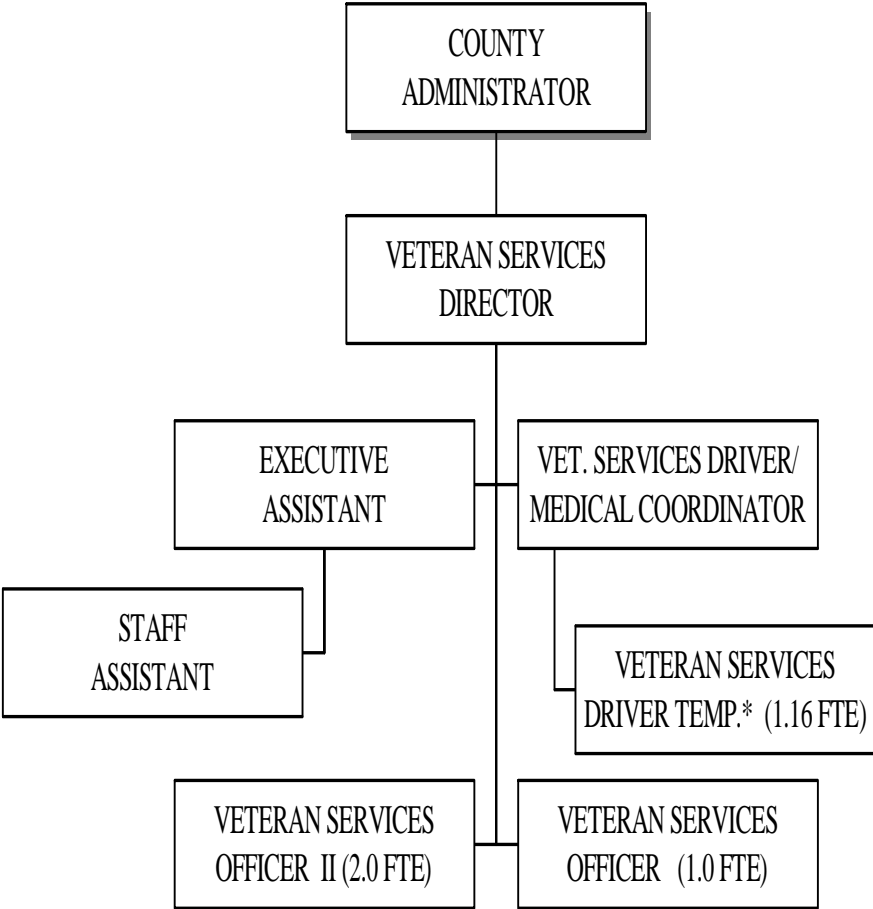 COUNTY
ADMINISTRATOR
VETERAN SERVICES
DIRECTOR
EXECUTIVE
ASSISTANT
VET. SERVICES DRIVER/
MEDICAL COORDINATOR
STAFF
ASSISTANT
VETERAN SERVICES
DRIVER TEMP.* (1.16 FTE)
VETERAN SERVICES
OFFICER II (2.0 FTE)
VETERAN SERVICES
OFFICER (1.0 FTE)